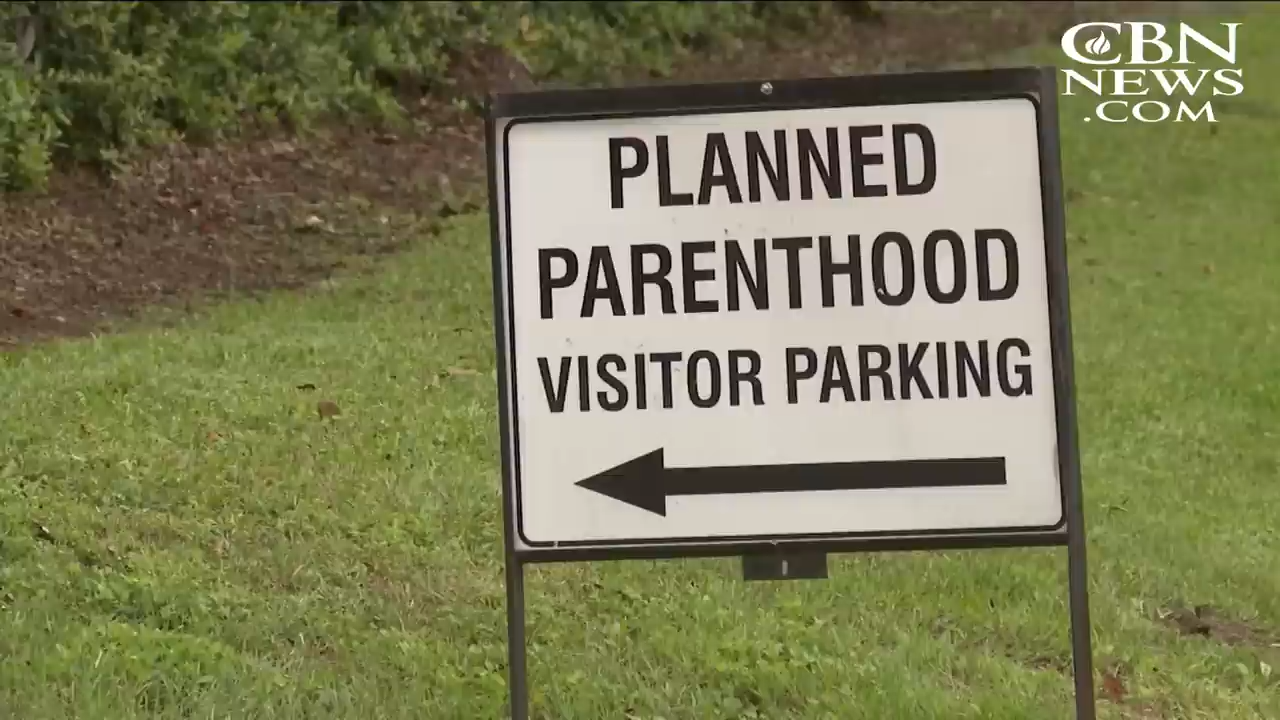 CBN
NEWS
.COM
PLANNED
PARENTHOOD
VISITOR PARKING